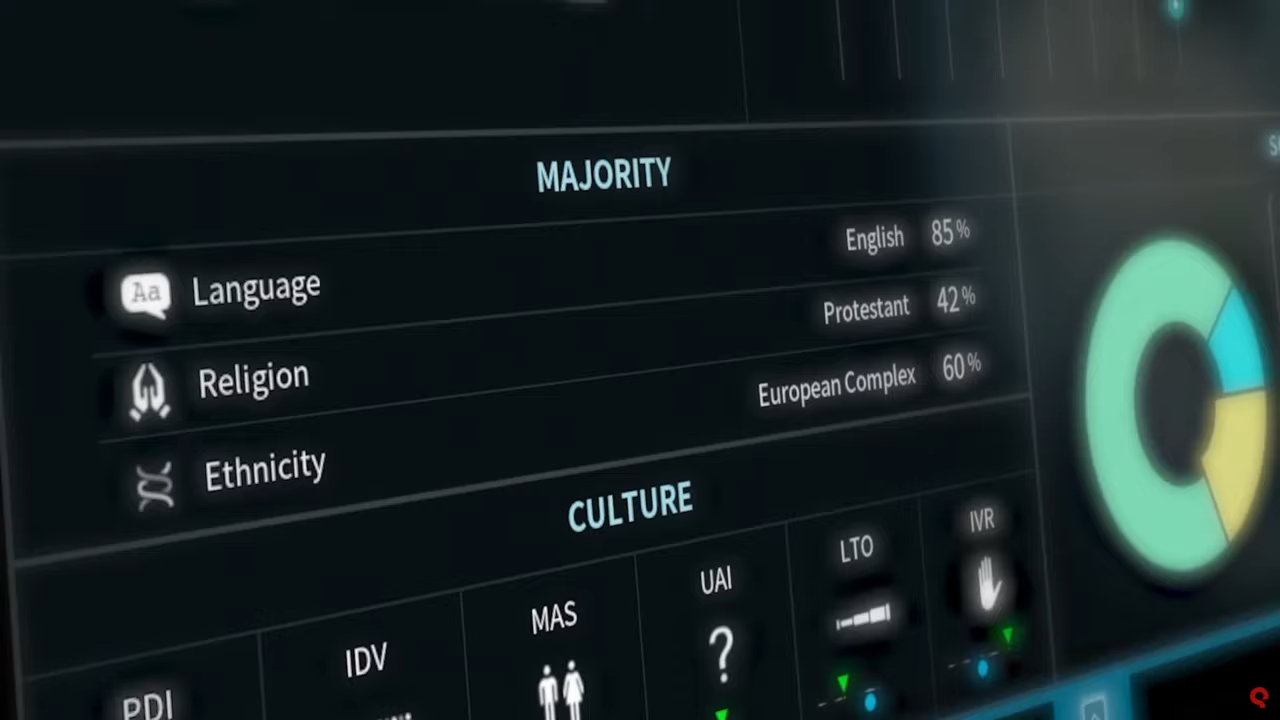 MAJORITY
Language English 85%
Religion Protestant 42%
Ethnicity European Complex 60%
CULTURE
PDI IDV MAS UAI LTO IVR